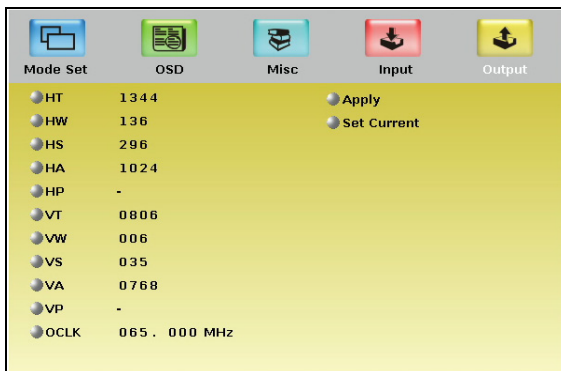 Mode Set OSD Misc Input Output
HT 1344 Apply
HW 136 Set Current
HS 296
HA 1024
HP -
VT 0806
VW 006
VS 035
VA 0768
VP -
OCLK 065. 000 MHz